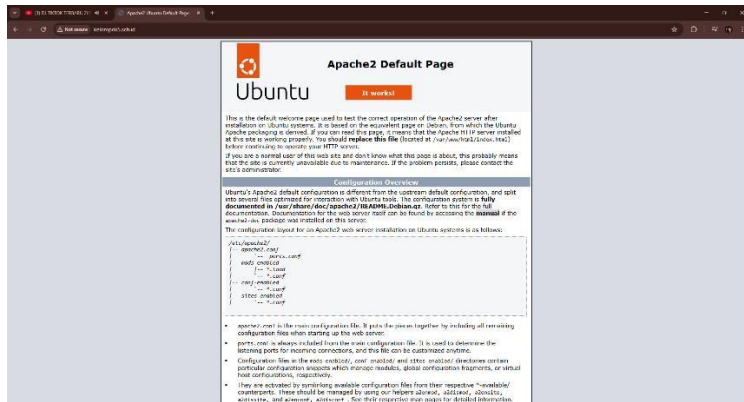 Apache2 Ubuntu Default Page
Not secure
Apache2 Default Page
Ubuntu
It works!
This is the default welcome page used to test the correct operation of the Apache2 server after
installation on Ubuntu systems. It is based on the equivalent page on Debian, from which the Ubuntu
Apache packaging is derived. If you can read this page, it means that the Apache HTTP server installed
at this site is working properly. You should replace this file (located at /var/www/html/index.html)
before continuing to operate your HTTP server.
If you are a normal user of this web site and don't know what this page is about, this probably means
that the site is currently unavailable due to maintenance. If the problem persists, please contact the
site's administrator.
Configuration Overview
Ubuntu's Apache2 default configuration is different from the upstream default configuration, and split
into several files optimized for interaction with Ubuntu tools. The configuration system is fully
documented in /usr/share/doc/apache2/README.Debian.gz. Refer to this for the full
documentation. Documentation for the web server itself can be found by accessing the manual if the
apache2-doc package was installed on this server.
The configuration layout for an Apache2 web server installation on Ubuntu systems is as follows:
/etc/apache2/
|-- apache2.conf
|   `-- ports.conf
|-- mods-enabled
|   |-- *.load
|   `-- *.conf
|-- conf-enabled
|   `-- *.conf
|-- sites-enabled
|   `-- *.conf
• apache2.conf is the main configuration file. It puts the pieces together by including all remaining
configuration files when starting up the web server.
• ports.conf is always included from the main configuration file. It is used to determine the
listening ports for incoming connections, and this file can be customized anytime.
• Configuration files in the mods-enabled/, conf-enabled/ and sites-enabled/ directories contain
particular configuration snippets which manage modules, global configuration fragments, or virtual
host configurations, respectively.
• They are activated by symlinking available configuration files from their respective *-available/
counterparts. These should be managed by using our helpers a2enmod, a2dismod, a2ensite,
a2dissite, and a2enconf, a2disconf . See their respective man pages for detailed information.